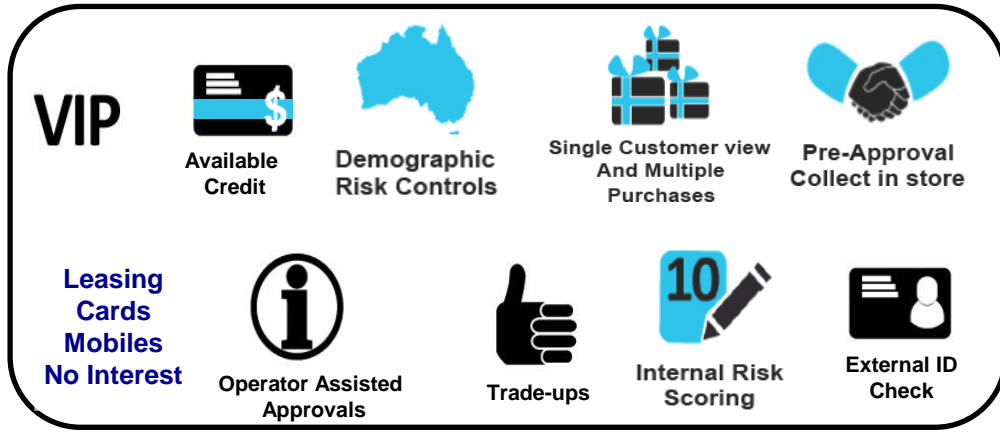 VIP
$
Available
Credit
Demographic
Risk Controls
Single Customer view
And Multiple
Purchases
Pre-Approval
Collect in store
Leasing
Cards
Mobiles
No Interest
i
Operator Assisted
Approvals
Trade-ups
10
Internal Risk
Scoring
External ID
Check